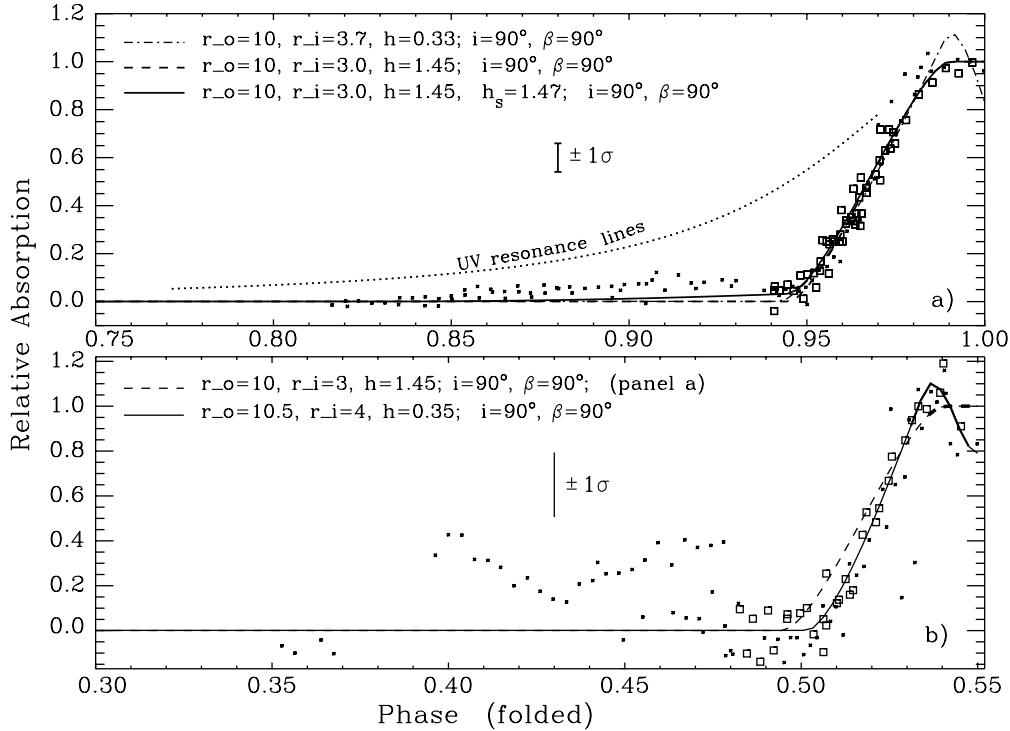 1.2
r_o=10, r_i=3.7, h=0.33; i=90°, β=90°
r_o=10, r_i=3.0, h=1.45; i=90°, β=90°
r_o=10, r_i=3.0, h=1.45, h_s=1.47; i=90°, β=90°
1.0
0.8
± 1σ
0.6
0.4
UV resonance lines
0.2
0.0
a)
0.75 0.80 0.85 0.90 0.95 1.00
Relative Absorption
1.2
r_o=10, r_i=3, h=1.45; i=90°, β=90°; (panel a)
r_o=10.5, r_i=4, h=0.35; i=90°, β=90°
1.0
0.8
± 1σ
0.6
0.4
0.2
0.0
b)
0.30 0.35 0.40 0.45 0.50 0.55
Phase (folded)